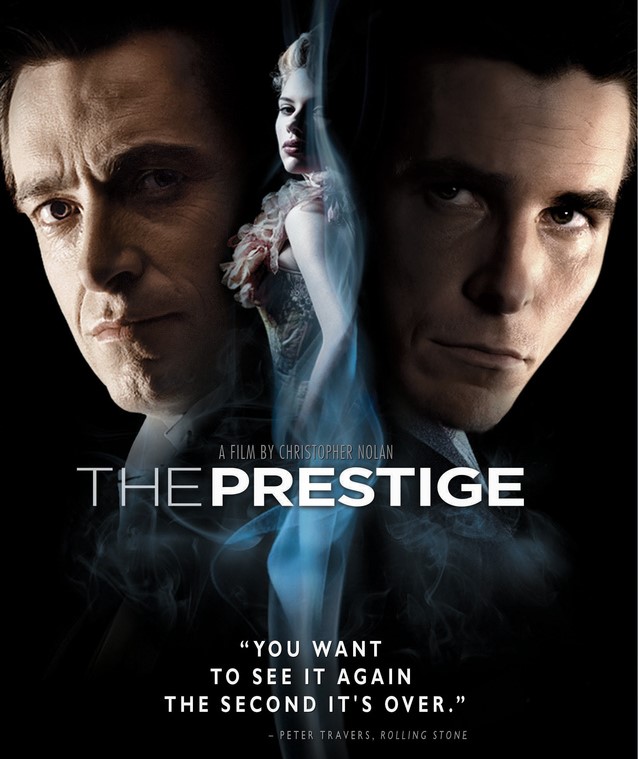 A FILM BY CHRISTOPHER NOLAN
THE PRESTIGE
“YOU WANT
TO SEE IT AGAIN
THE SECOND IT'S OVER.”
– PETER TRAVERS, ROLLING STONE